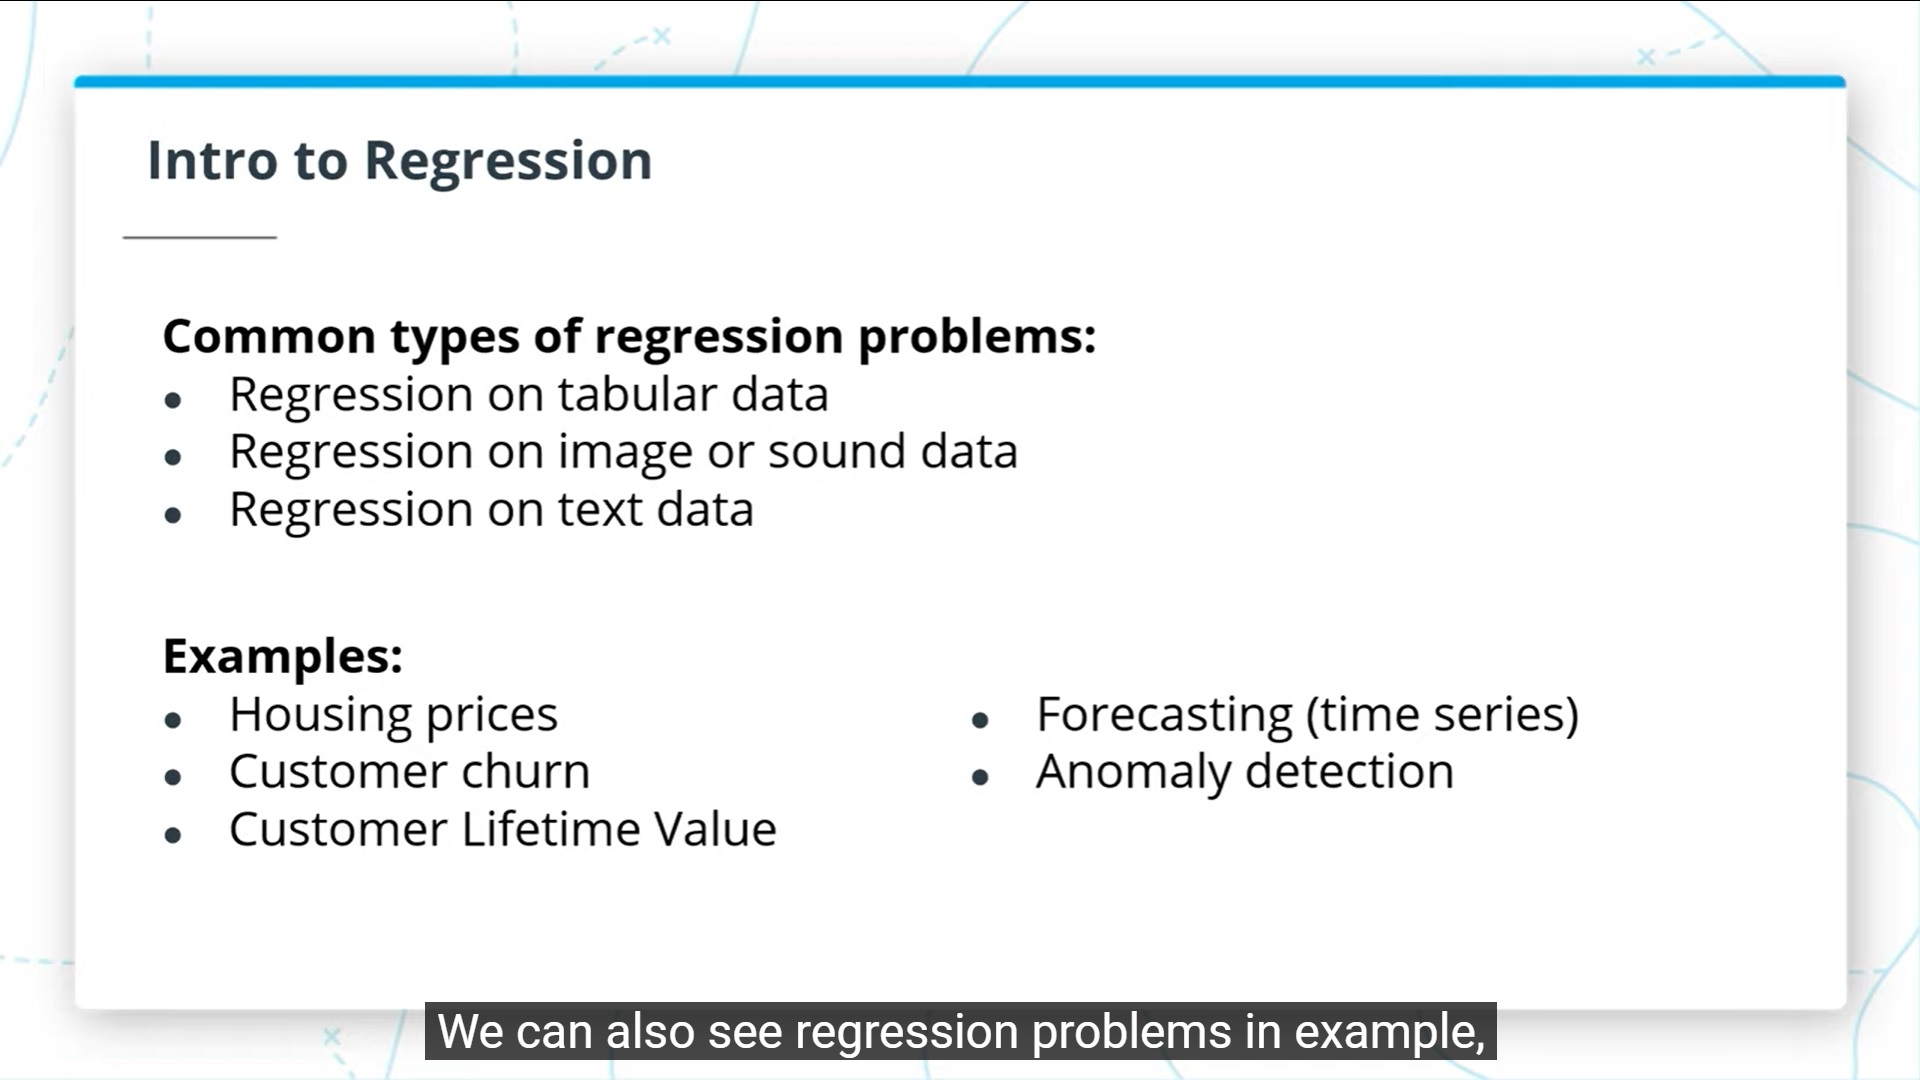 Intro to Regression
Common types of regression problems:
● Regression on tabular data
● Regression on image or sound data
● Regression on text data
Examples:
● Housing prices
● Customer churn
● Customer Lifetime Value
● Forecasting (time series)
● Anomaly detection
We can also see regression problems in example,